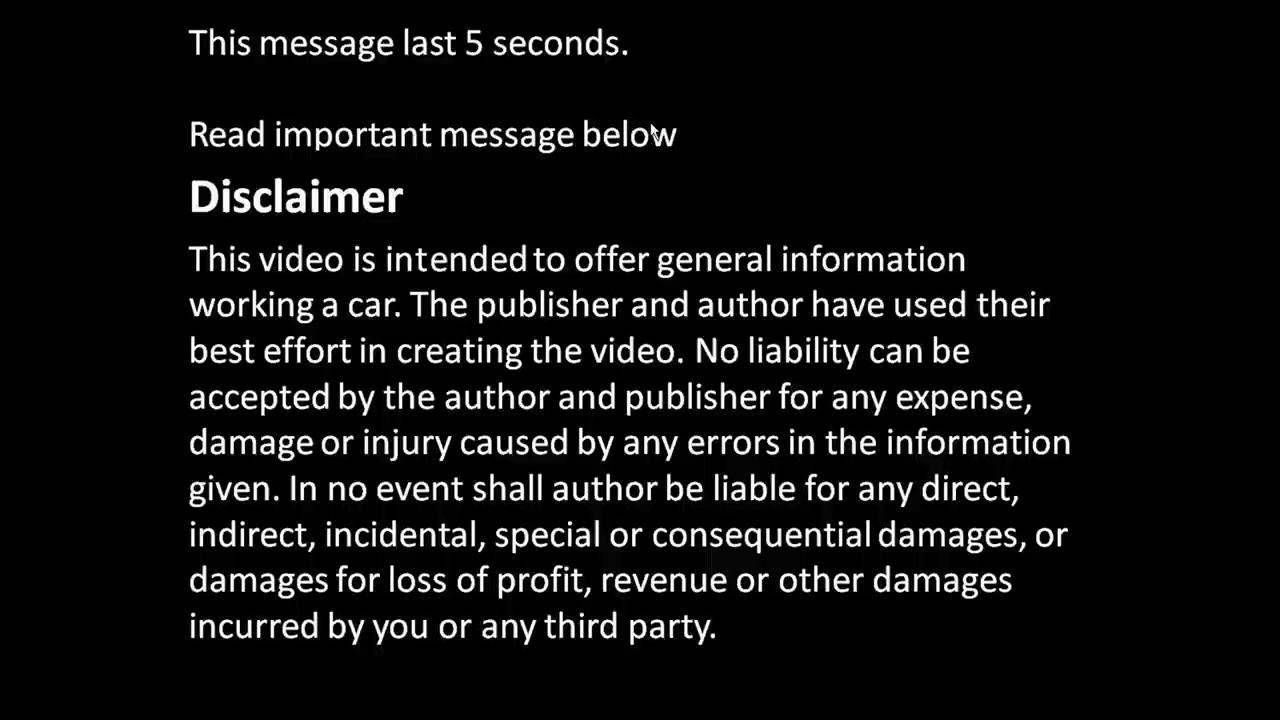 This message last 5 seconds.
Read important message below
Disclaimer
This video is intended to offer general information
working a car. The publisher and author have used their
best effort in creating the video. No liability can be
accepted by the author and publisher for any expense,
damage or injury caused by any errors in the information
given. In no event shall author be liable for any direct,
indirect, incidental, special or consequential damages, or
damages for loss of profit, revenue or other damages
incurred by you or any third party.